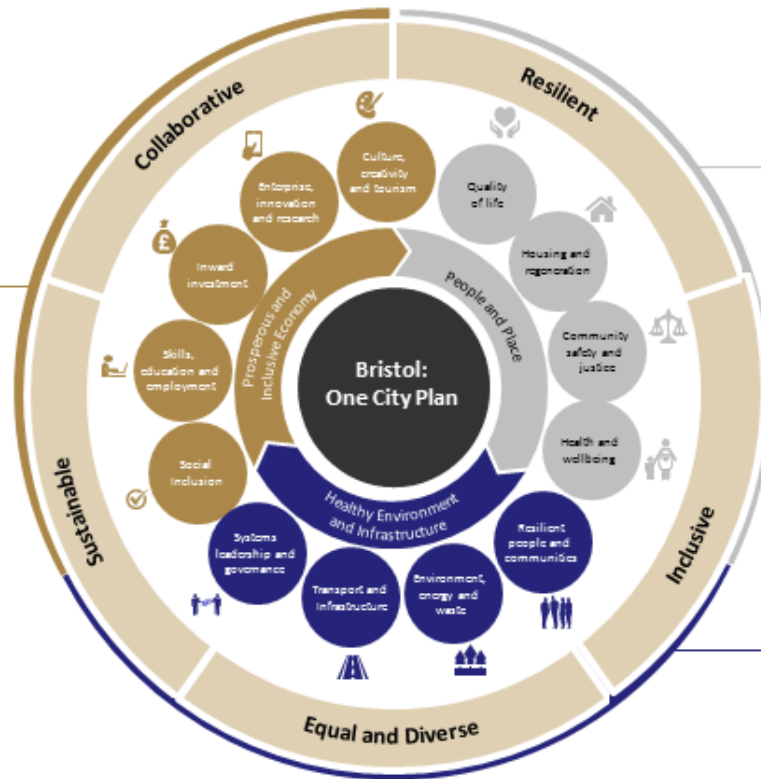 Collaborative
Resilient
Inclusive
Equal and Diverse
Sustainable
Culture,
creativity
and tourism
Enterprise,
innovation
and research
Inward
investment
Skills,
education and
employment
Social
Inclusion
Quality
of life
Housing and
regeneration
Community
safety and
justice
Health and
wellbeing
Resilient
people and
communities
Environment,
energy and
waste
Transport and
Infrastructure
Systems
leadership and
governance
Prosperous and
Inclusive Economy
People and Place
Healthy Environment
and Infrastructure
Bristol:
One City Plan
£